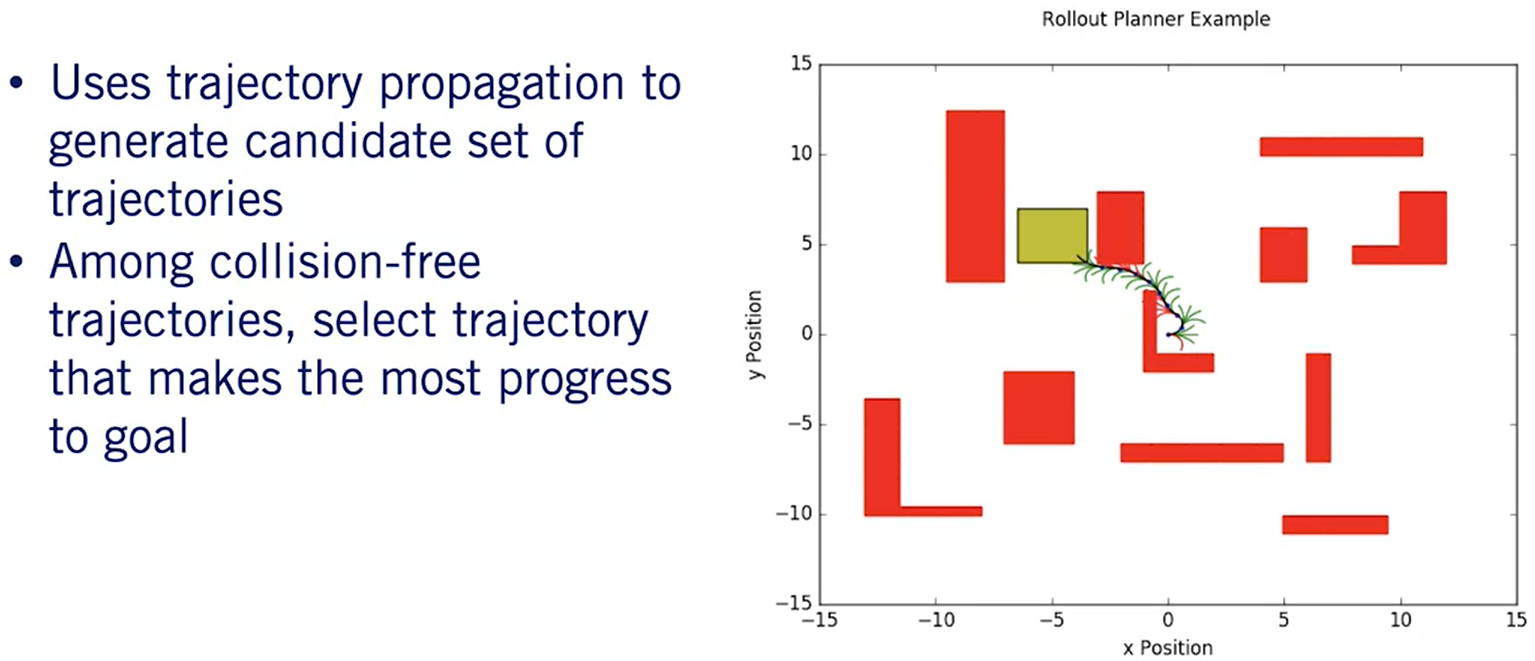 • Uses trajectory propagation to
generate candidate set of
trajectories
• Among collision-free
trajectories, select trajectory
that makes the most progress
to goal
Rollout Planner Example
15
10
5
0
−5
−10
−15
y Position
−15 −10 −5 0 5 10 15
x Position